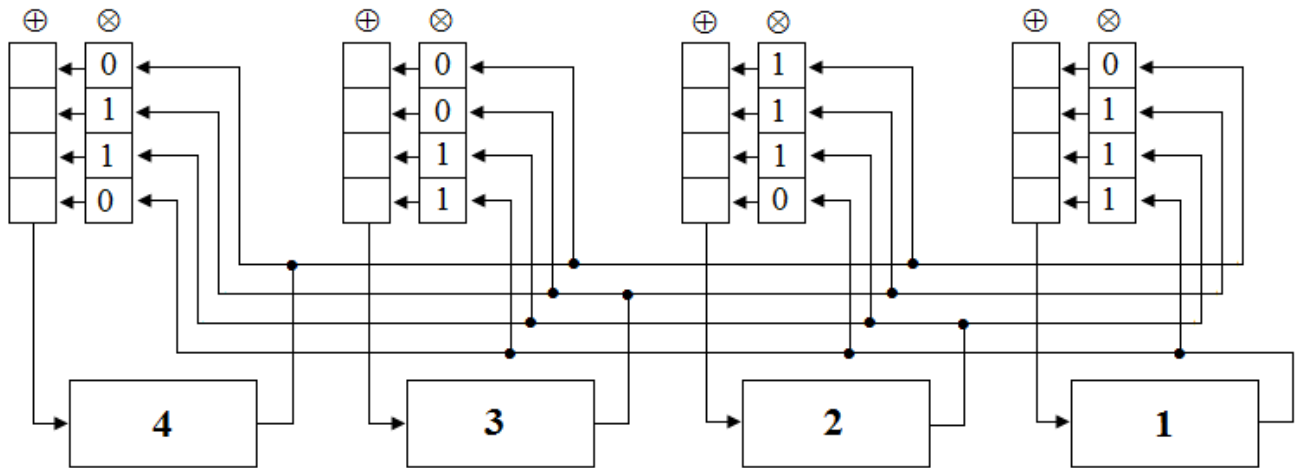 ⊕ ⊗ ⊕ ⊗ ⊕ ⊗ ⊕ ⊗
0 0 1 0
1 0 1 1
1 1 1 1
0 1 0 1
4 3 2 1